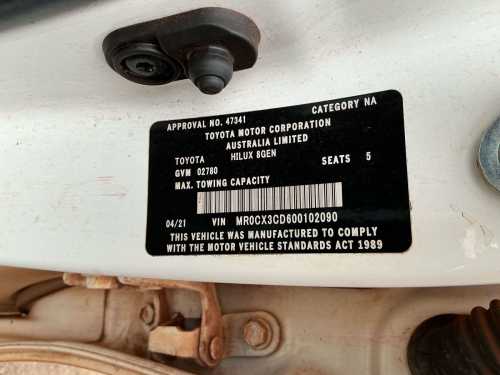 APPROVAL NO. 47341 CATEGORY NA
TOYOTA MOTOR CORPORATION
AUSTRALIA LIMITED
TOYOTA HILUX 8GEN SEATS 5
GVM 02780
MAX. TOWING CAPACITY
04/21 VIN MR0CX3CD600102090
THIS VEHICLE WAS MANUFACTURED TO COMPLY
WITH THE MOTOR VEHICLE STANDARDS ACT 1989